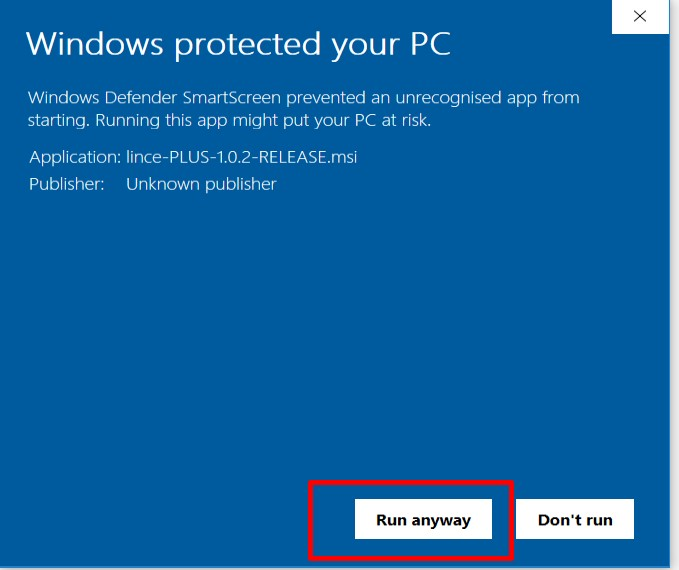 Windows protected your PC
Windows Defender SmartScreen prevented an unrecognised app from
starting. Running this app might put your PC at risk.
Application: lince-PLUS-1.0.2-RELEASE.msi
Publisher: Unknown publisher
Run anyway
Don't run